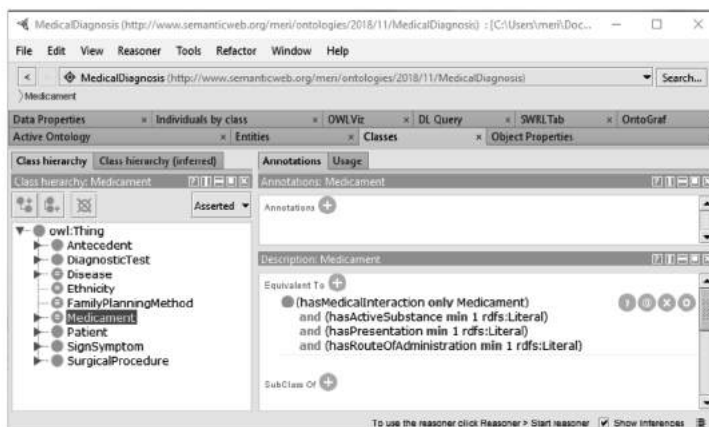 MedicalDiagnosis (http://www.semanticweb.org/meri/ontologies/2018/11/MedicalDiagnosis) : [C:\Users\meri\Doc...
File Edit View Reasoner Tools Refactor Window Help
< MedicalDiagnosis (http://www.semanticweb.org/meri/ontologies/2018/11/MedicalDiagnosis) Search...
Medicament
Data Properties × Individuals by class × OWLViz × DL Query × SWRLTab × OntoGraf
Active Ontology × Entities × Classes × Object Properties
Class hierarchy Class hierarchy (inferred) Annotations Usage
Class hierarchy: Medicament
Annotations: Medicament
Asserted
Annotations
owl:Thing
Antecedent
DiagnosticTest
Disease
Ethnicity
FamilyPlanningMethod
Medicament
Patient
SignSymptom
SurgicalProcedure
Description: Medicament
Equivalent To
(hasMedicalInteraction only Medicament)
and (hasActiveSubstance min 1 rdfs:Literal)
and (hasPresentation min 1 rdfs:Literal)
and (hasRouteOfAdministration min 1 rdfs:Literal)
SubClass Of
To use the reasoner click Reasoner > Start reasoner Show Inferences